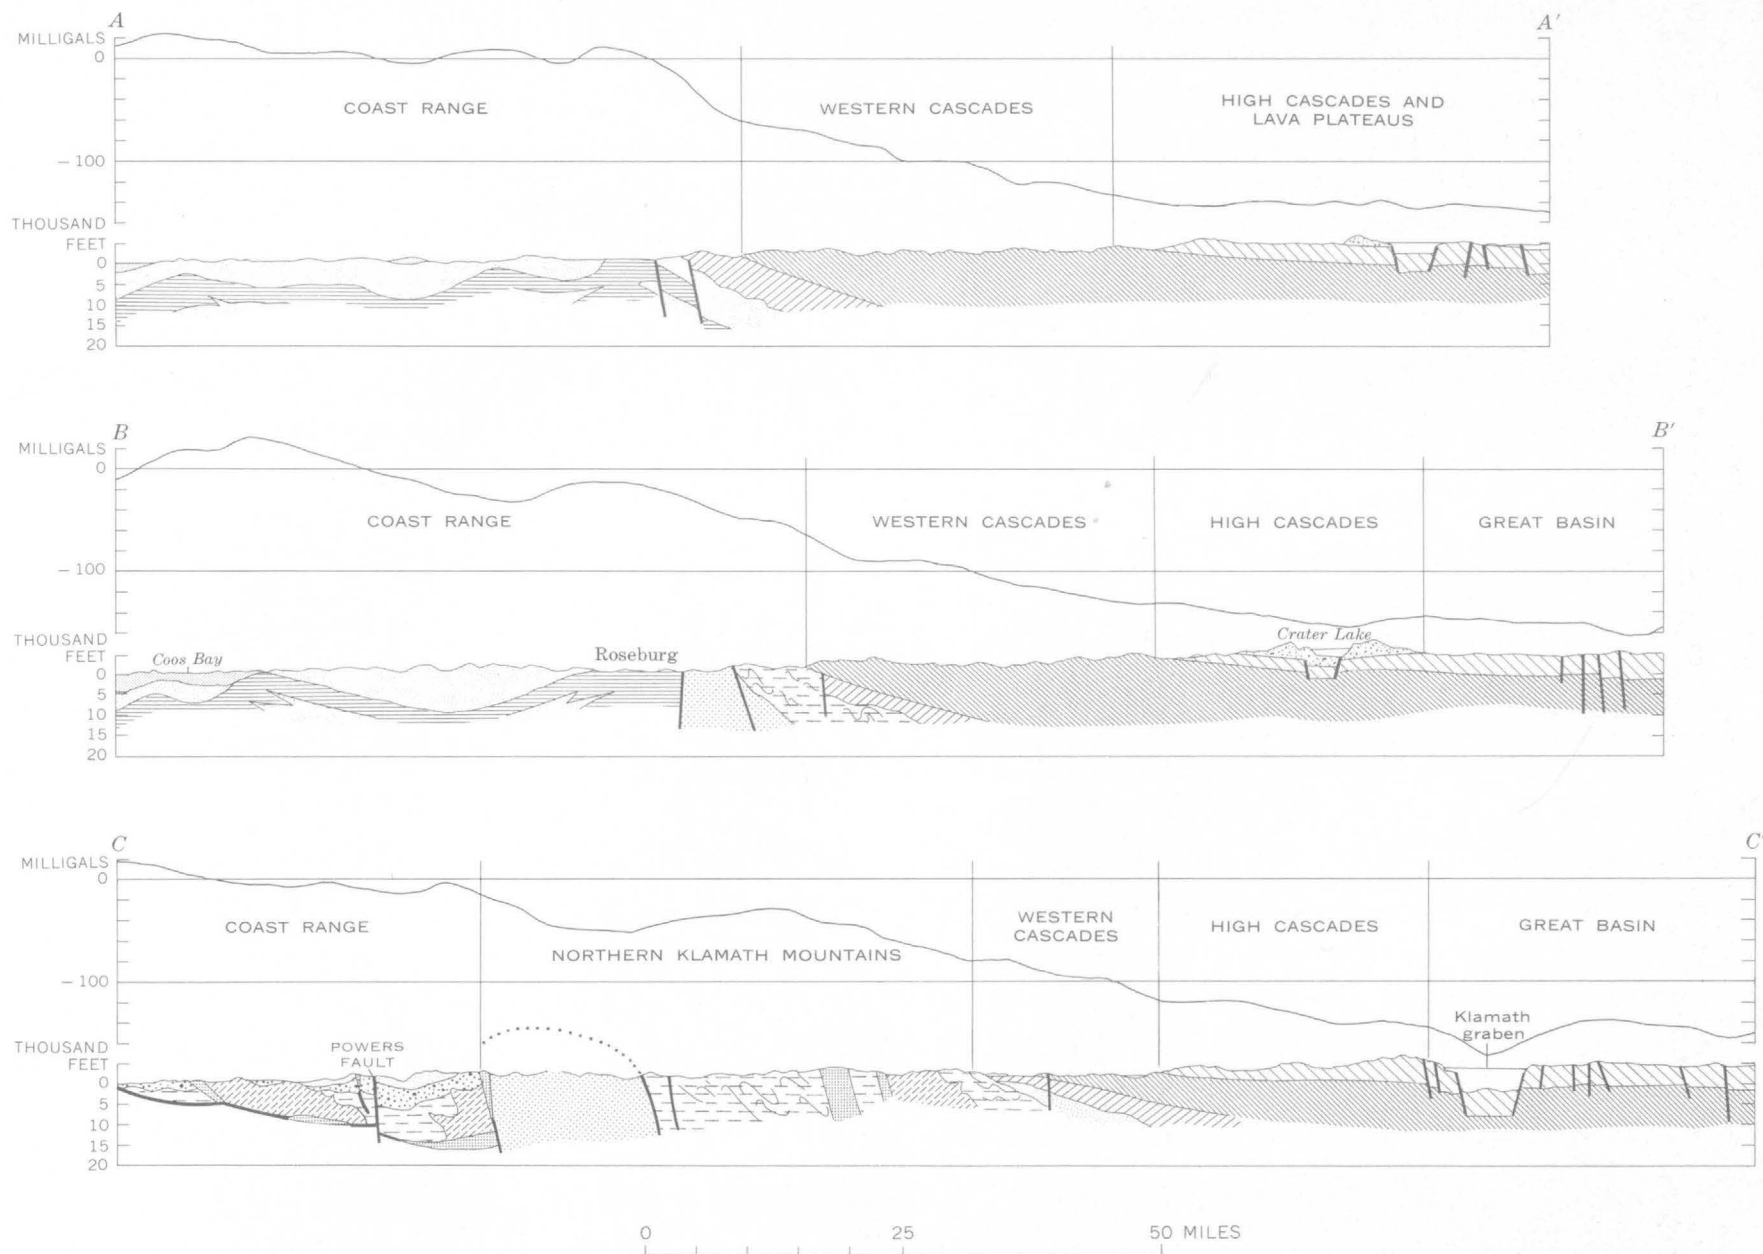 A A'
MILLIGALS
0
COAST RANGE WESTERN CASCADES HIGH CASCADES AND
LAVA PLATEAUS
– 100
THOUSAND
FEET
0
5
10
15
20
B B'
MILLIGALS
0
COAST RANGE WESTERN CASCADES HIGH CASCADES GREAT BASIN
– 100
THOUSAND
FEET
Coos Bay Roseburg Crater Lake
0
5
10
15
20
C C'
MILLIGALS
0
COAST RANGE NORTHERN KLAMATH MOUNTAINS WESTERN
CASCADES HIGH CASCADES GREAT BASIN
– 100
Klamath
graben
THOUSAND
FEET
POWERS
FAULT
0
5
10
15
20
0 25 50 MILES